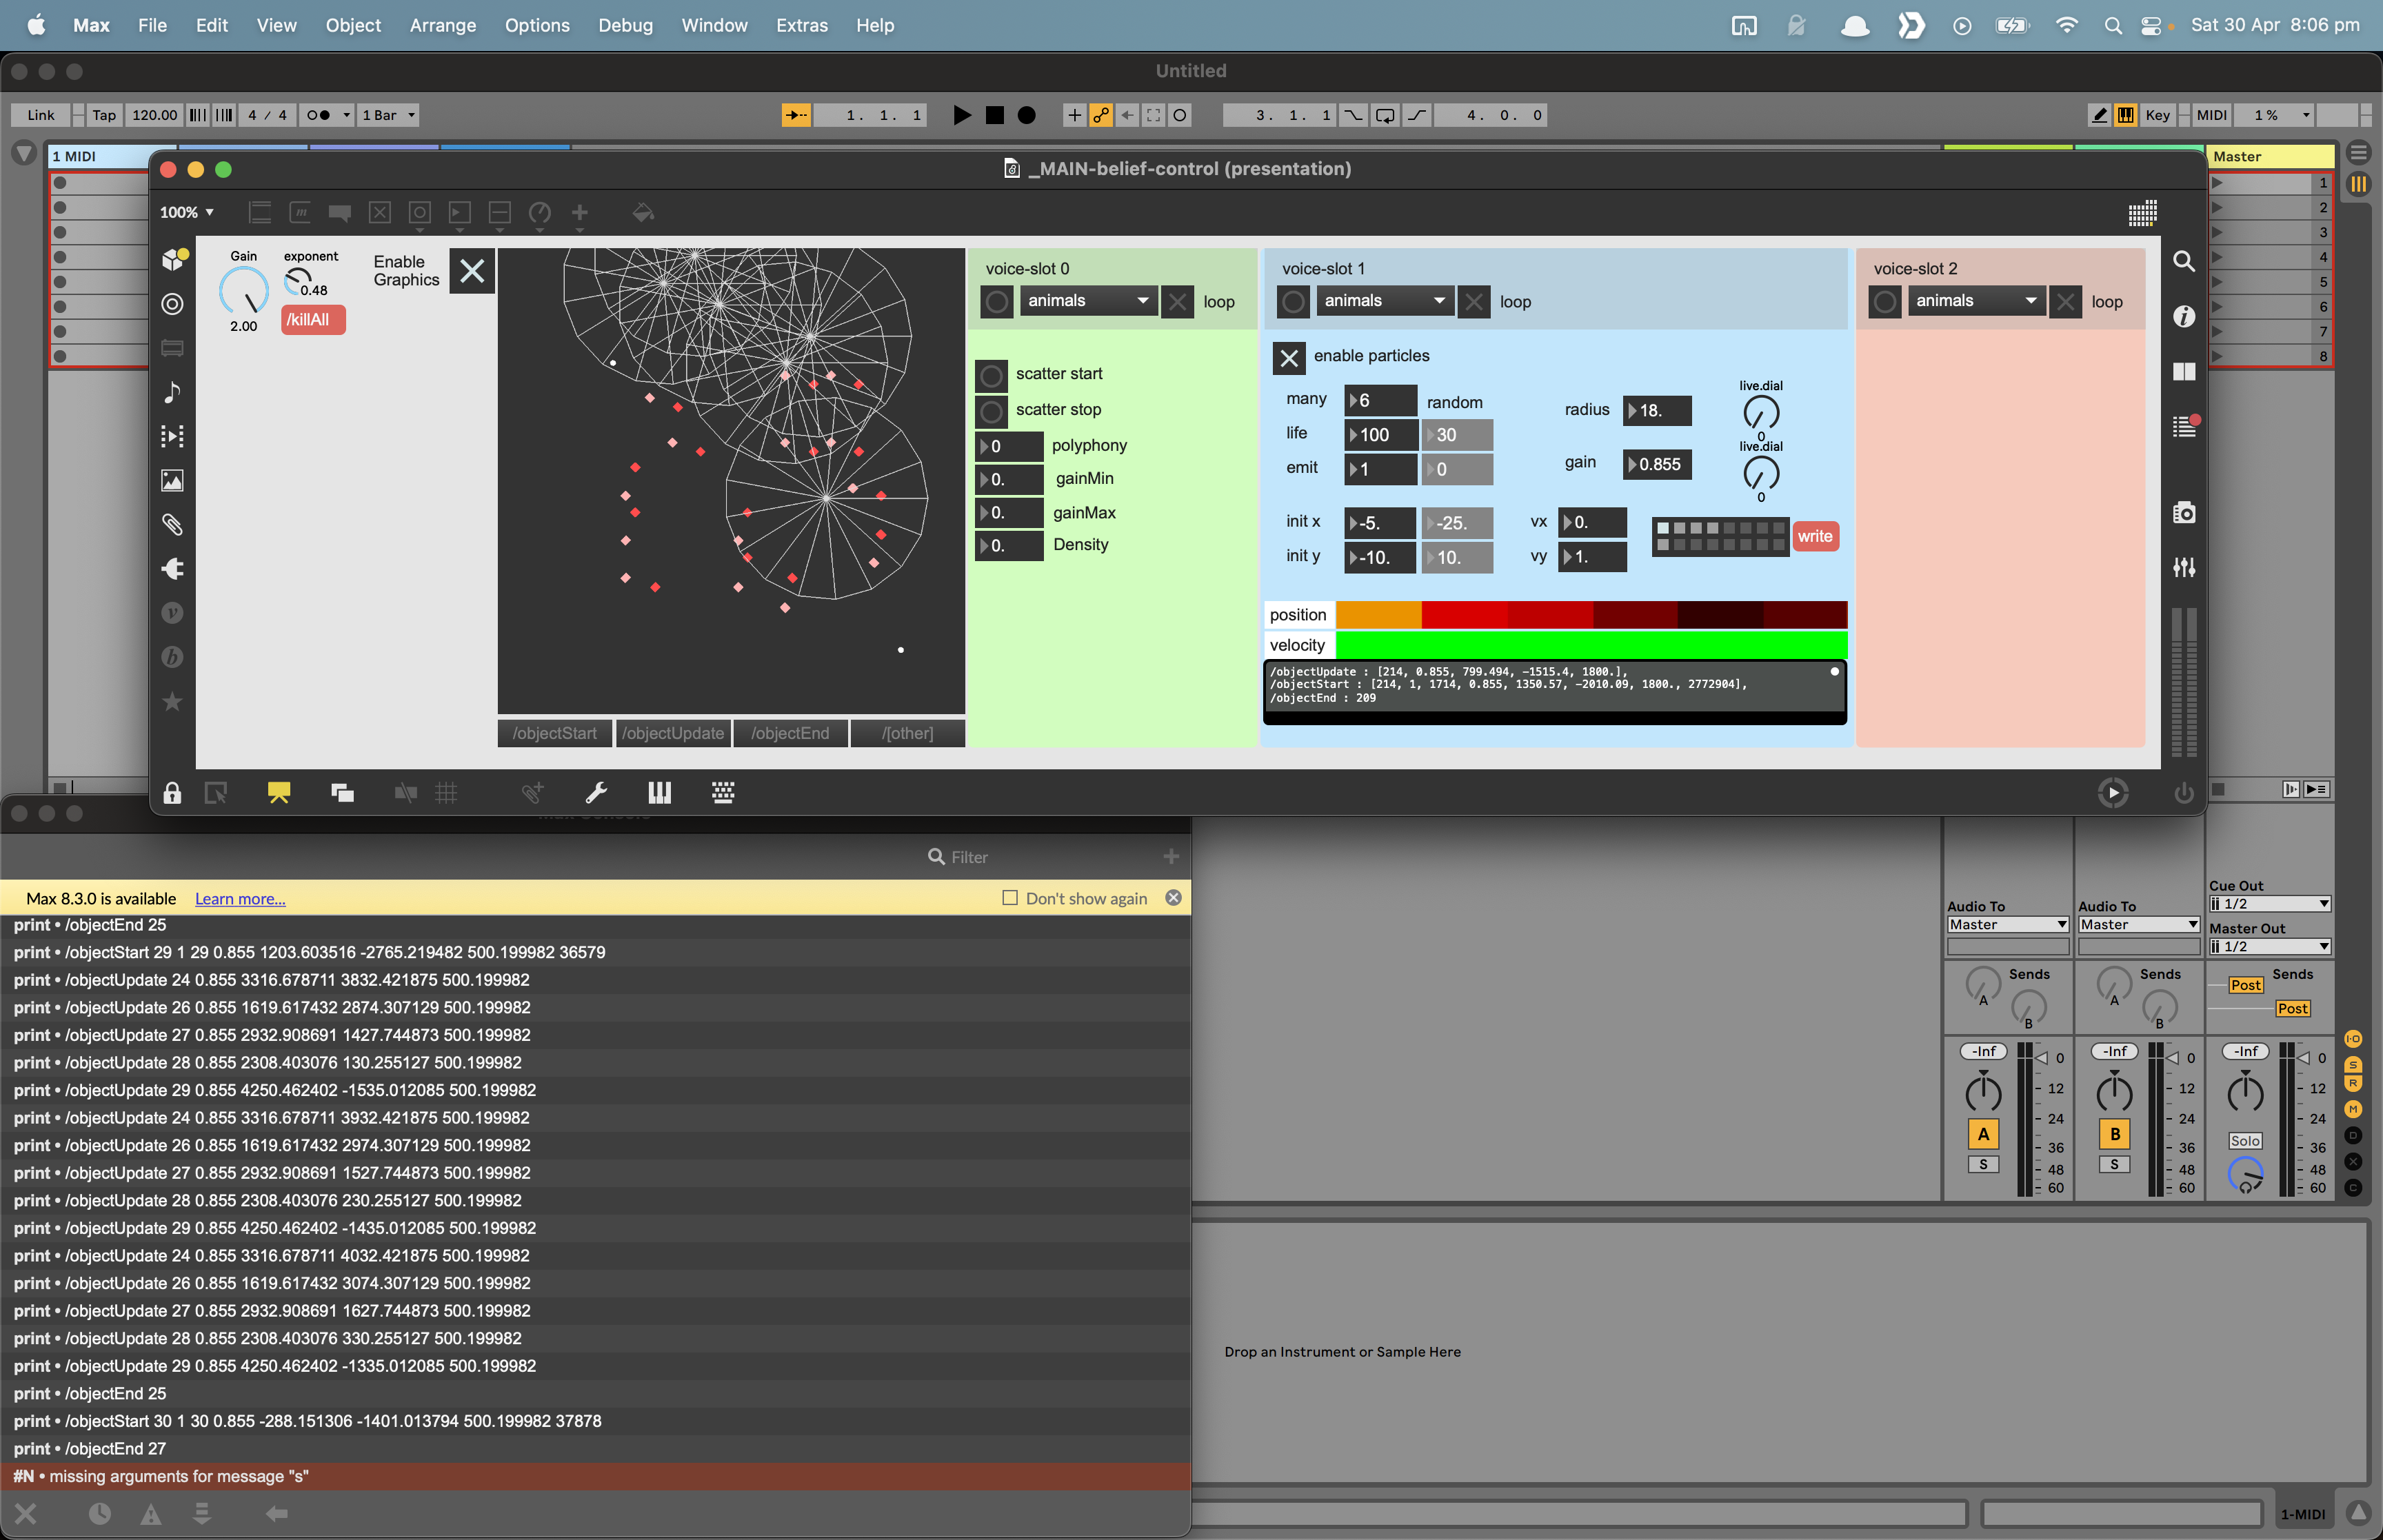 Max File Edit View Object Arrange Options Debug Window Extras Help Sat 30 Apr 8:06 pm
Untitled
Link Tap 120.00 4 / 4 1 Bar 1. 1. 1 3. 1. 1 4. 0. 0 Key MIDI 1 %
1 MIDI
Master
_MAIN-belief-control (presentation)
100%
1
2
3
4
5
6
7
8
Gain
2.00
exponent
0.48
/killAll
Enable
Graphics
/objectStart /objectUpdate /objectEnd /[other]
voice-slot 0
animals loop
scatter start
scatter stop
0 polyphony
0. gainMin
0. gainMax
0. Density
voice-slot 1
animals loop
enable particles
many 6 random
life 100 30
emit 1 0
radius 18.
gain 0.855
live.dial
0
live.dial
0
init x -5. -25. vx 0.
init y -10. 10. vy 1.
write
position
velocity
/objectUpdate : [214, 0.855, 799.494, -1515.4, 1800.],
/objectStart : [214, 1, 1714, 0.855, 1350.57, -2010.09, 1800., 2772904],
/objectEnd : 209
voice-slot 2
animals loop
Filter
Max 8.3.0 is available Learn more... Don't show again
print • /objectEnd 25
print • /objectStart 29 1 29 0.855 1203.603516 -2765.219482 500.199982 36579
print • /objectUpdate 24 0.855 3316.678711 3832.421875 500.199982
print • /objectUpdate 26 0.855 1619.617432 2874.307129 500.199982
print • /objectUpdate 27 0.855 2932.908691 1427.744873 500.199982
print • /objectUpdate 28 0.855 2308.403076 130.255127 500.199982
print • /objectUpdate 29 0.855 4250.462402 -1535.012085 500.199982
print • /objectUpdate 24 0.855 3316.678711 3932.421875 500.199982
print • /objectUpdate 26 0.855 1619.617432 2974.307129 500.199982
print • /objectUpdate 27 0.855 2932.908691 1527.744873 500.199982
print • /objectUpdate 28 0.855 2308.403076 230.255127 500.199982
print • /objectUpdate 29 0.855 4250.462402 -1435.012085 500.199982
print • /objectUpdate 24 0.855 3316.678711 4032.421875 500.199982
print • /objectUpdate 26 0.855 1619.617432 3074.307129 500.199982
print • /objectUpdate 27 0.855 2932.908691 1627.744873 500.199982
print • /objectUpdate 28 0.855 2308.403076 330.255127 500.199982
print • /objectUpdate 29 0.855 4250.462402 -1335.012085 500.199982
print • /objectEnd 25
print • /objectStart 30 1 30 0.855 -288.151306 -1401.013794 500.199982 37878
print • /objectEnd 27
#N • missing arguments for message "s"
Cue Out
1/2
Audio To Audio To Master Out
Master Master 1/2
Sends Sends Sends
A A Post
B B Post
-Inf 0 -Inf 0 -Inf 0
12 12 12
24 24 24
A B Solo
36 36 36
S S
48 48 48
60 60 60
I·O
S
R
M
D
X
C
Drop an Instrument or Sample Here
1-MIDI